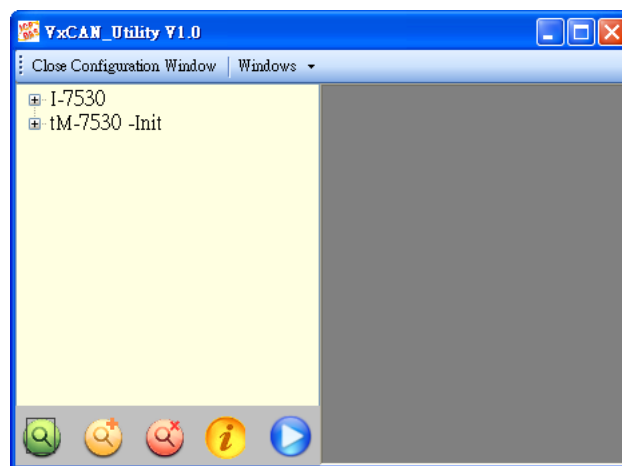 VxCAN_Utility V1.0
Close Configuration Window Windows
I-7530
tM-7530 -Init